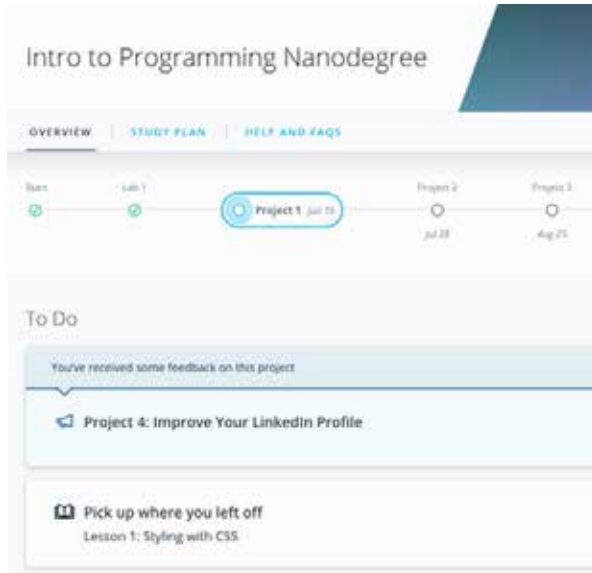 Intro to Programming Nanodegree
OVERVIEW STUDY PLAN HELP AND FAQS
Start Lab 1 Project 2 Project 3
Project 1
Jul 28 Aug 25
To Do
You've received some feedback on this project
Project 4: Improve Your LinkedIn Profile
Pick up where you left off
Lesson 1: Styling with CSS